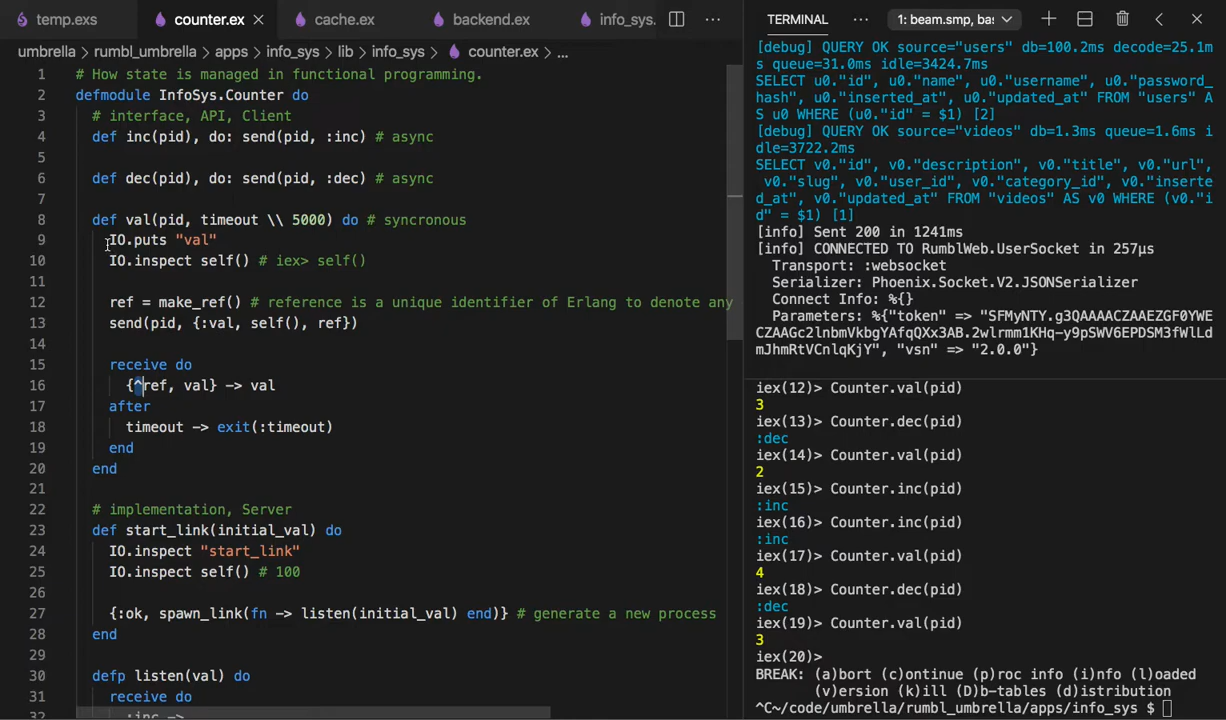 temp.exs
counter.ex
cache.ex
backend.ex
info_sys.
TERMINAL
1: beam.smp, bas
umbrella > rumbl_umbrella > apps > info_sys > lib > info_sys > counter.ex > ...
1 # How state is managed in functional programming.
2 defmodule InfoSys.Counter do
3 # interface, API, Client
4 def inc(pid), do: send(pid, :inc) # async
5
6 def dec(pid), do: send(pid, :dec) # async
7
8 def val(pid, timeout \\ 5000) do # syncronous
9 IO.puts "val"
10 IO.inspect self() # iex> self()
11
12 ref = make_ref() # reference is a unique identifier of Erlang to denote any
13 send(pid, {:val, self(), ref})
14
15 receive do
16 {^ref, val} -> val
17 after
18 timeout -> exit(:timeout)
19 end
20 end
21
22 # implementation, Server
23 def start_link(initial_val) do
24 IO.inspect "start_link"
25 IO.inspect self() # 100
26
27 {:ok, spawn_link(fn -> listen(initial_val) end)} # generate a new process
28 end
29
30 defp listen(val) do
31 receive do
32 :inc ->
[debug] QUERY OK source="users" db=100.2ms decode=25.1m
s queue=31.0ms idle=3424.7ms
SELECT u0."id", u0."name", u0."username", u0."password_
hash", u0."inserted_at", u0."updated_at" FROM "users" A
S u0 WHERE (u0."id" = $1) [2]
[debug] QUERY OK source="videos" db=1.3ms queue=1.6ms i
dle=3722.2ms
SELECT v0."id", v0."description", v0."title", v0."url",
v0."slug", v0."user_id", v0."category_id", v0."inserte
d_at", v0."updated_at" FROM "videos" AS v0 WHERE (v0."i
d" = $1) [1]
[info] Sent 200 in 1241ms
[info] CONNECTED TO RumblWeb.UserSocket in 257µs
Transport: :websocket
Serializer: Phoenix.Socket.V2.JSONSerializer
Connect Info: %{}
Parameters: %{"token" => "SFMyNTY.g3QAAAACZAAEZGF0YWE
CZAAGc2lnbmVkbgYAfqQXx3AB.2wlrmm1KHq-y9pSWV6EPDSM3fWlLd
mJhmRtVCnlqKjY", "vsn" => "2.0.0"}
iex(12)> Counter.val(pid)
3
iex(13)> Counter.dec(pid)
:dec
iex(14)> Counter.val(pid)
2
iex(15)> Counter.inc(pid)
:inc
iex(16)> Counter.inc(pid)
:inc
iex(17)> Counter.val(pid)
4
iex(18)> Counter.dec(pid)
:dec
iex(19)> Counter.val(pid)
3
iex(20)>
BREAK: (a)bort (c)ontinue (p)roc info (i)nfo (l)oaded
(v)ersion (k)ill (D)b-tables (d)istribution
^C~/code/umbrella/rumbl_umbrella/apps/info_sys $